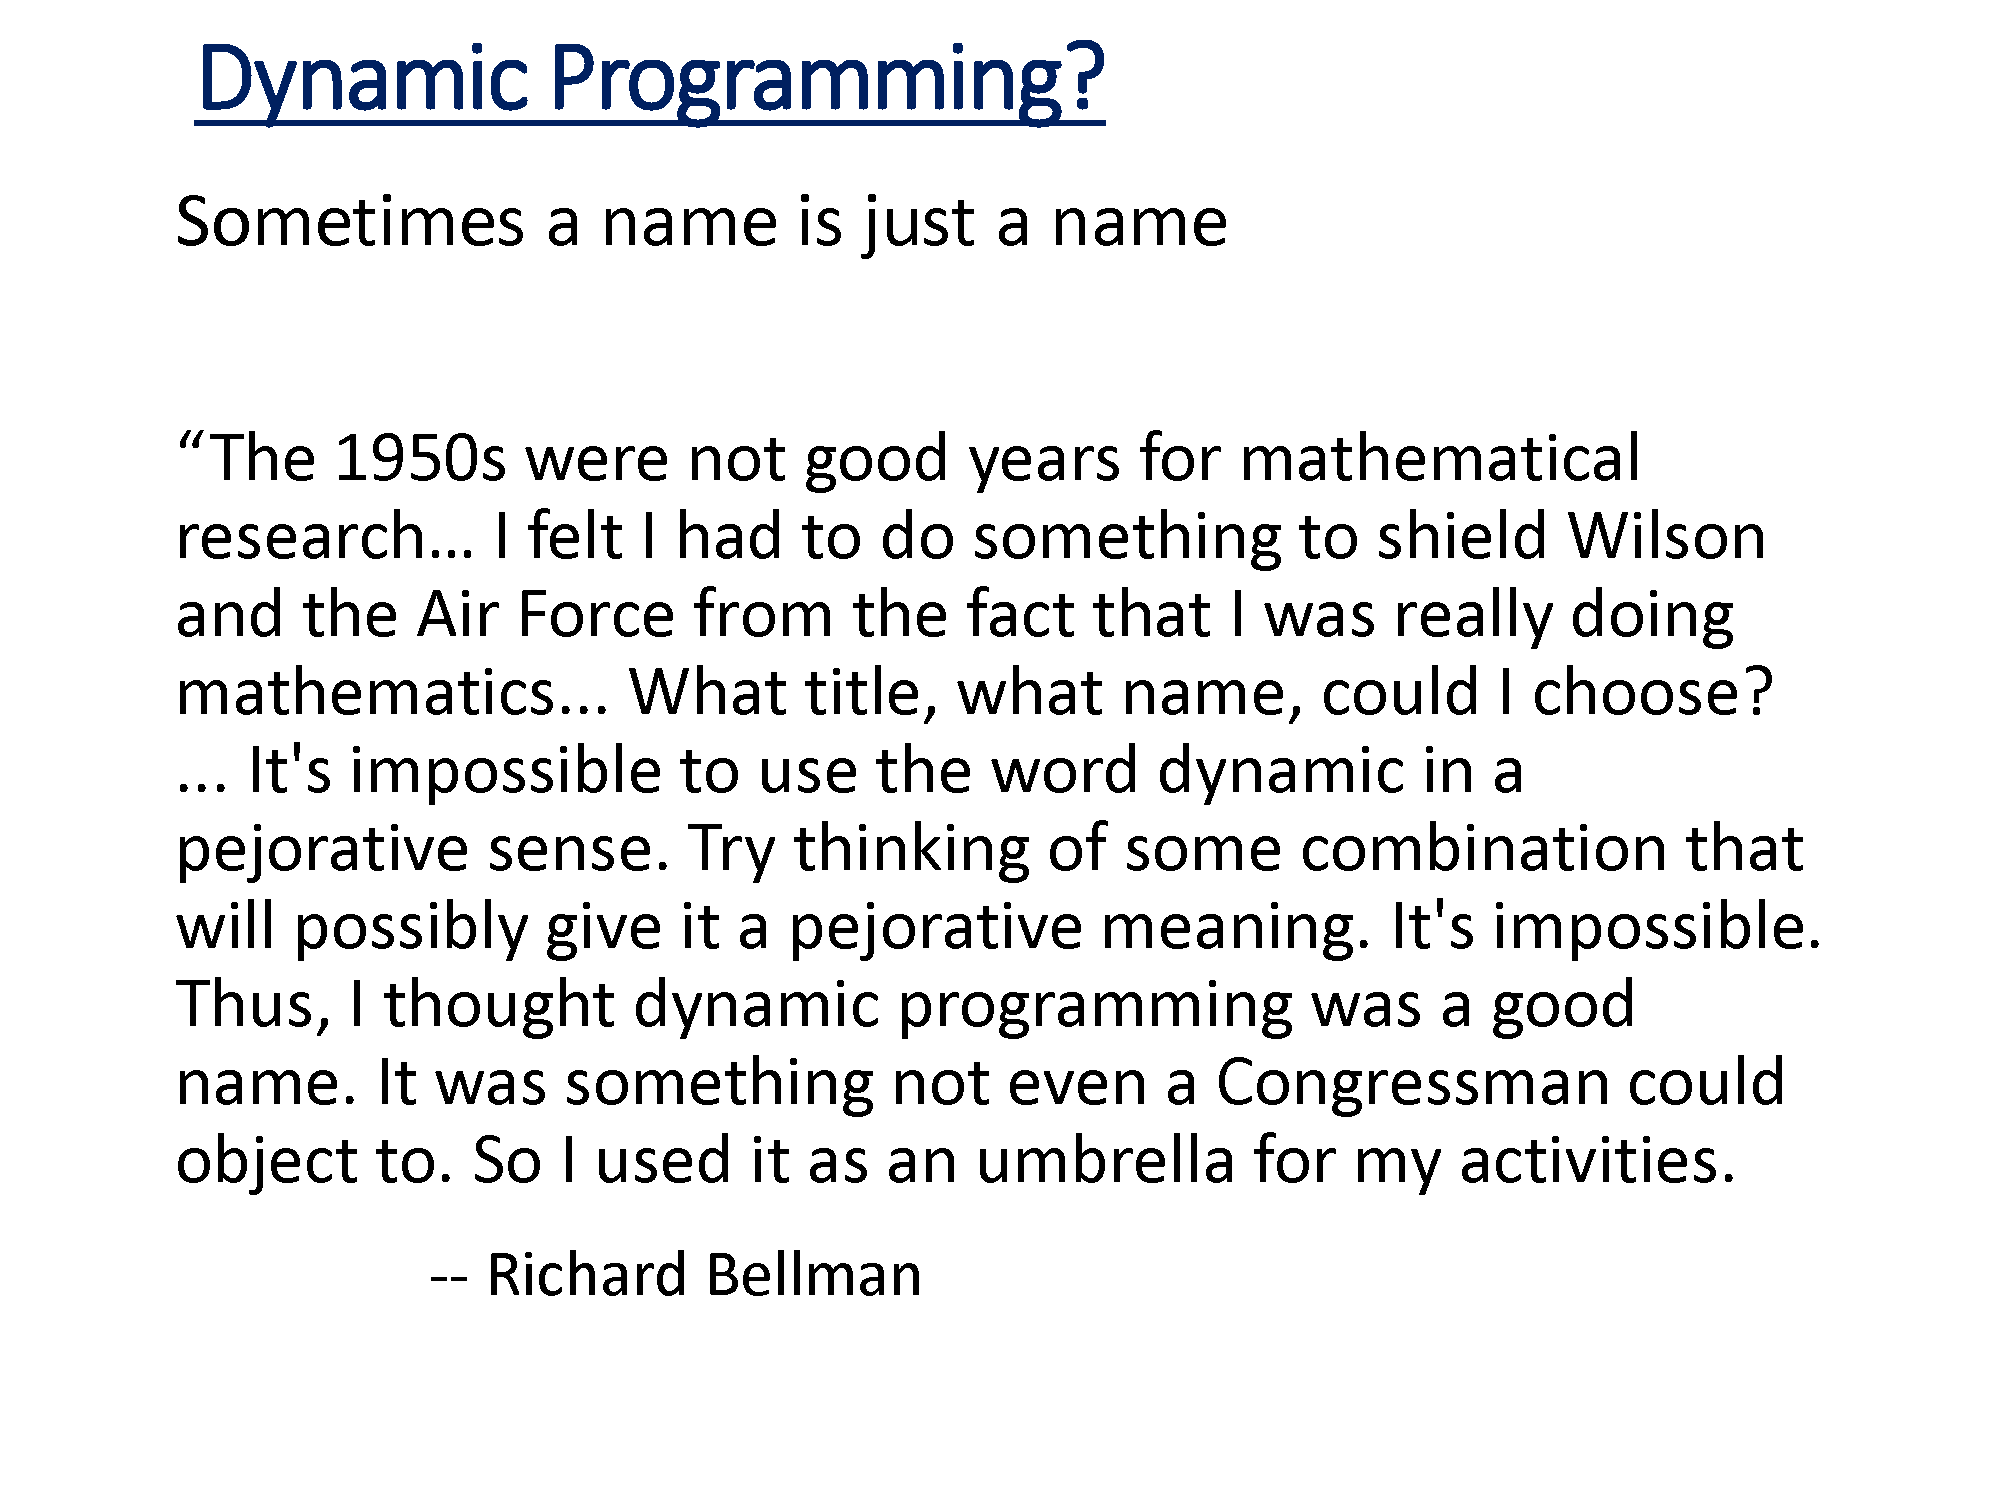 Dynamic Programming?
Sometimes a name is just a name
“The 1950s were not good years for mathematical
research… I felt I had to do something to shield Wilson
and the Air Force from the fact that I was really doing
mathematics... What title, what name, could I choose?
... It's impossible to use the word dynamic in a
pejorative sense. Try thinking of some combination that
will possibly give it a pejorative meaning. It's impossible.
Thus, I thought dynamic programming was a good
name. It was something not even a Congressman could
object to. So I used it as an umbrella for my activities.
-- Richard Bellman